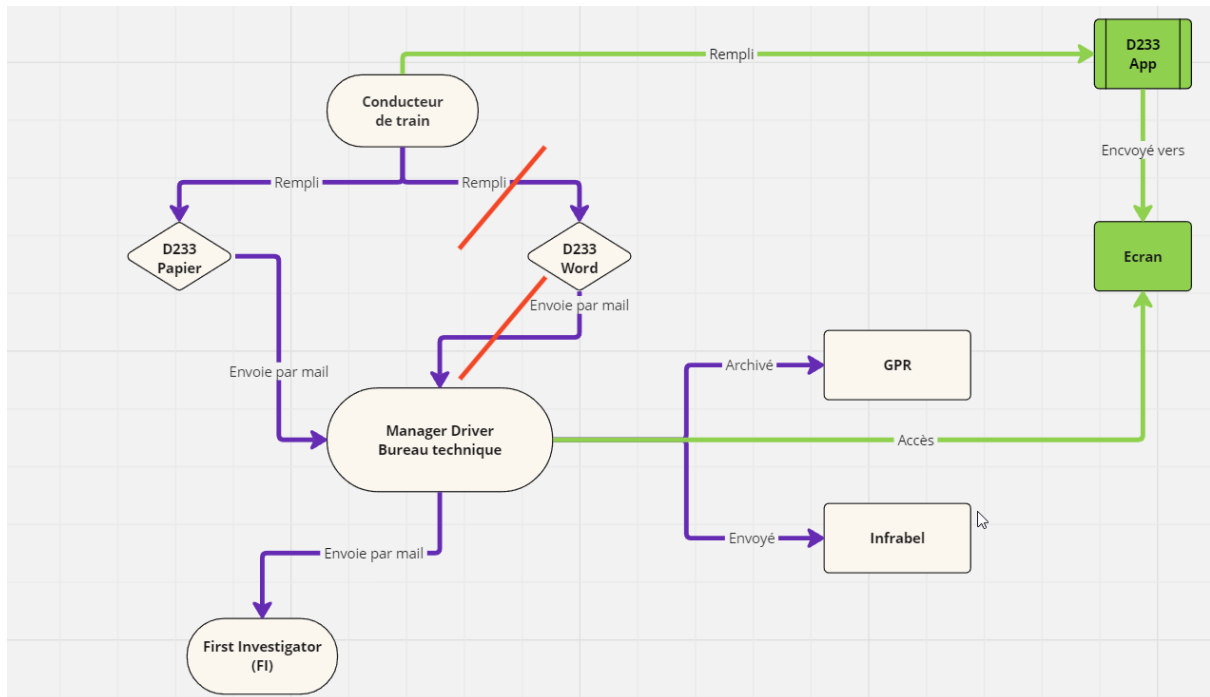 Rempli
D233
App
Conducteur
de train
Encvoyé vers
Rempli
Rempli
D233
Papier
D233
Word
Ecran
Envoie par mail
Envoie par mail
Archivé
GPR
Manager Driver
Bureau technique
Accès
Envoyé
Infrabel
Envoie par mail
First Investigator
(FI)